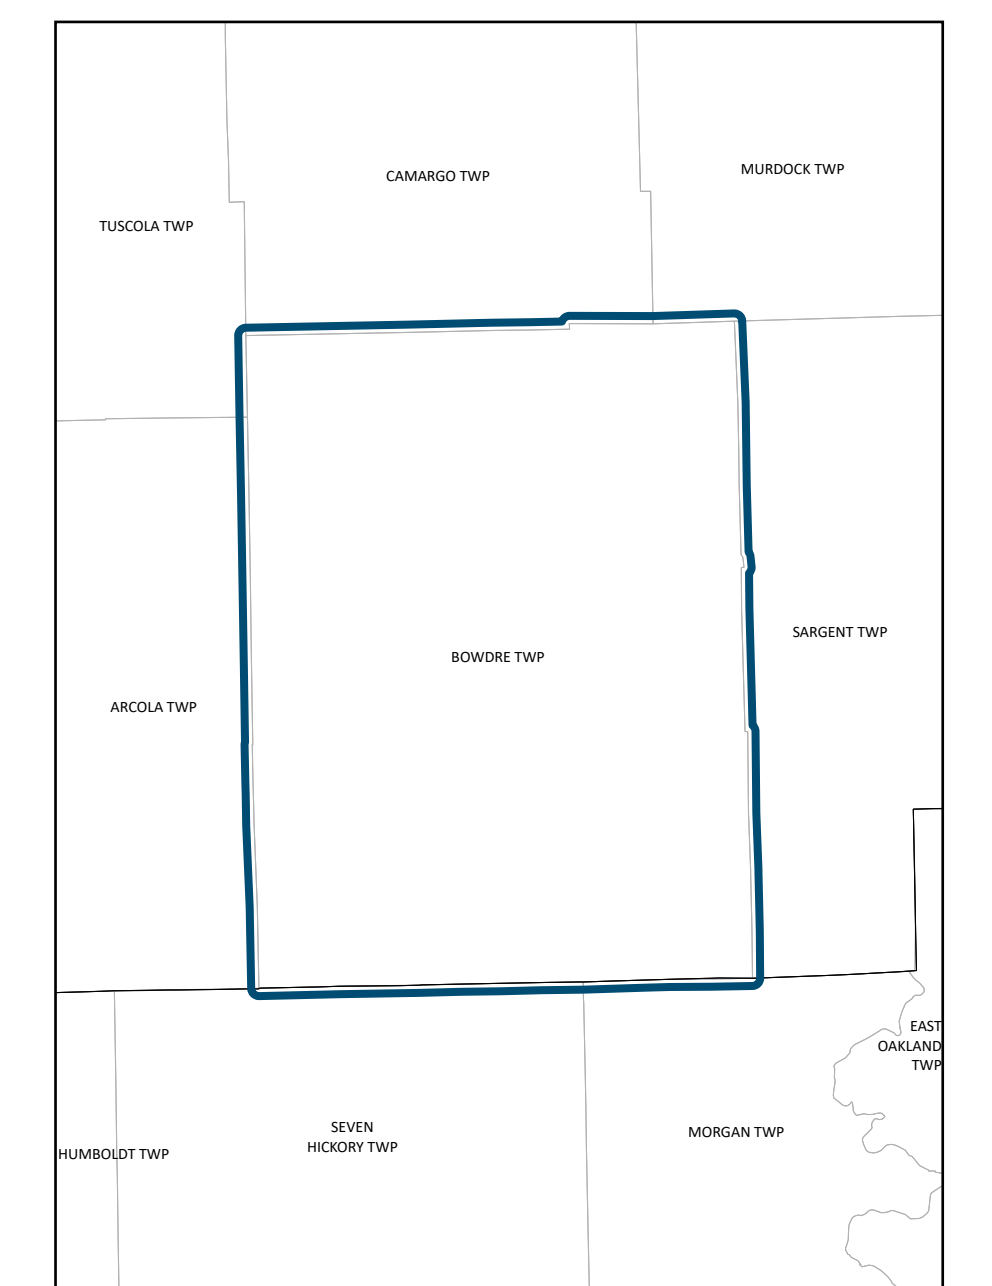 MURDOCK TWP
CAMARGO TWP
TUSCOLA TWP
SARGENT TWP
BOWDRE TWP
ARCOLA TWP
EAST
OAKLAND
TWP
SEVEN
HICKORY TWP
MORGAN TWP
HUMBOLDT TWP